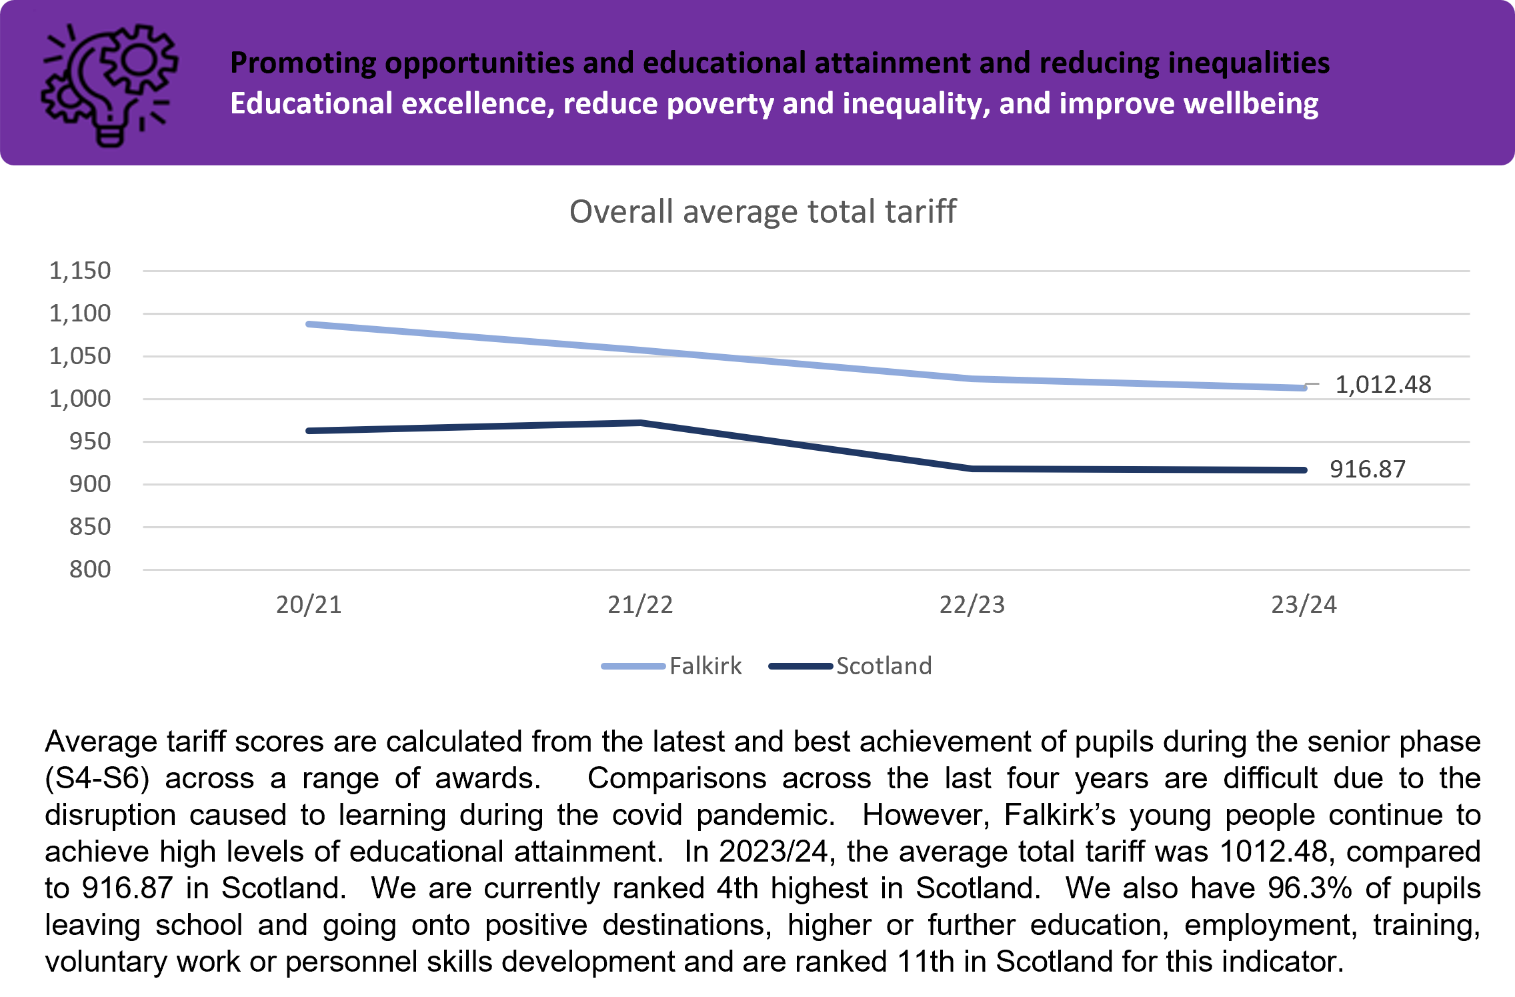 Promoting opportunities and educational attainment and reducing inequalities
Educational excellence, reduce poverty and inequality, and improve wellbeing
Overall average total tariff
1,150
1,100
1,050
1,000
950
900
850
800
1,012.48
916.87
20/21
21/22
22/23
23/24
Falkirk
Scotland
Average tariff scores are calculated from the latest and best achievement of pupils during the senior phase
(S4-S6) across a range of awards. Comparisons across the last four years are difficult due to the
disruption caused to learning during the covid pandemic. However, Falkirk’s young people continue to
achieve high levels of educational attainment. In 2023/24, the average total tariff was 1012.48, compared
to 916.87 in Scotland. We are currently ranked 4th highest in Scotland. We also have 96.3% of pupils
leaving school and going onto positive destinations, higher or further education, employment, training,
voluntary work or personnel skills development and are ranked 11th in Scotland for this indicator.